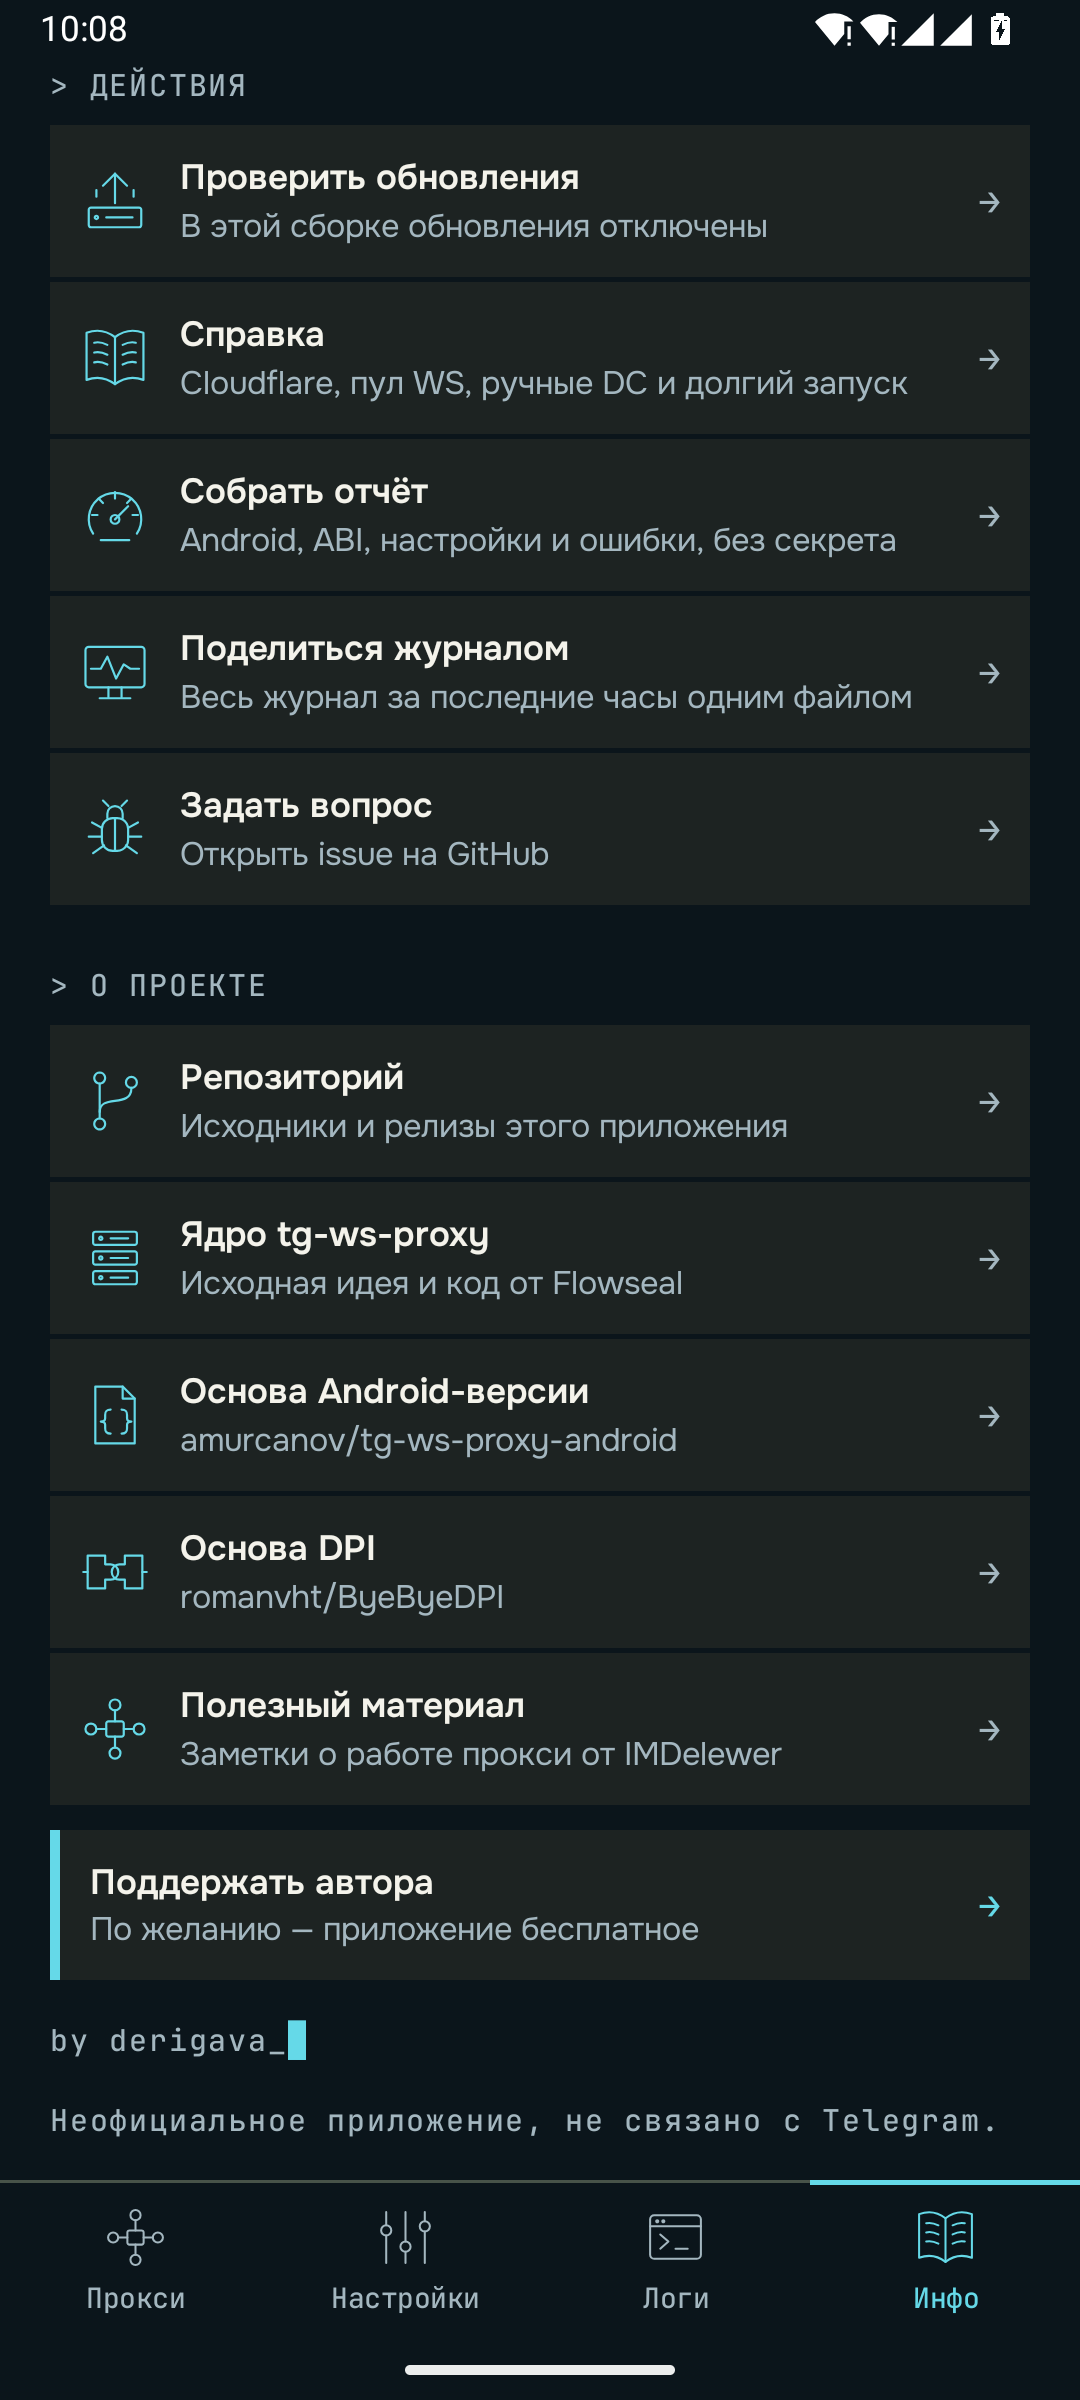 10:08
> ДЕЙСТВИЯ
Проверить обновления
В этой сборке обновления отключены
Справка
Cloudflare, пул WS, ручные DC и долгий запуск
Собрать отчёт
Android, ABI, настройки и ошибки, без секрета
Поделиться журналом
Весь журнал за последние часы одним файлом
Задать вопрос
Открыть issue на GitHub
> О ПРОЕКТЕ
Репозиторий
Исходники и релизы этого приложения
Ядро tg-ws-proxy
Исходная идея и код от Flowseal
Основа Android-версии
amurcanov/tg-ws-proxy-android
Основа DPI
romanvht/ByeByeDPI
Полезный материал
Заметки о работе прокси от IMDelewer
Поддержать автора
По желанию — приложение бесплатное
by derigava_
Неофициальное приложение, не связано с Telegram.
Прокси
Настройки
Логи
Инфо